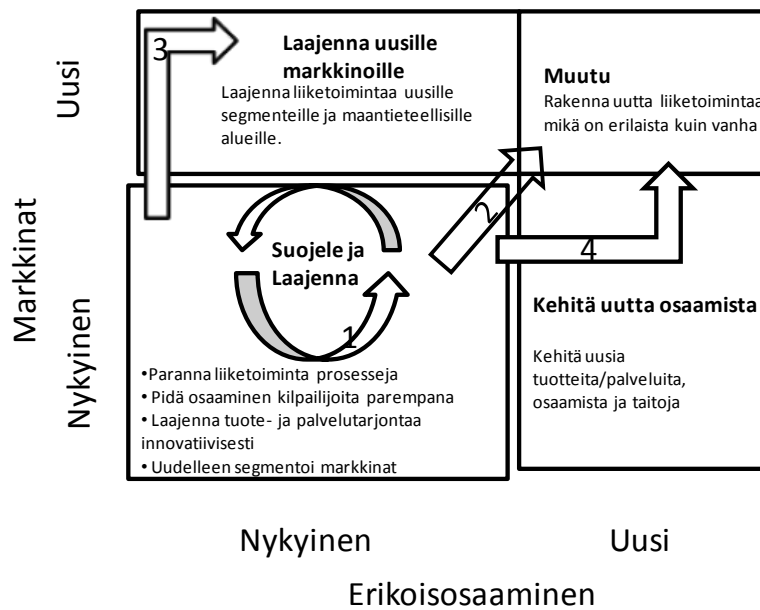 Markkinat
Uusi
Nykyinen
3
Laajenna uusille
markkinoille
Laajenna liiketoimintaa uusille
segmenteille ja maantieteellisille
alueille.
Muutu
Rakenna uutta liiketoimintaa
mikä on erilaista kuin vanha
Suojele ja
Laajenna
1
2
4
•Paranna liiketoiminta prosesseja
• Pidä osaaminen kilpailijoita parempana
• Laajenna tuote- ja palvelutarjontaa
innovatiivisesti
• Uudelleen segmentoi markkinat
Kehitä uutta osaamista
Kehitä uusia
tuotteita/palveluita,
osaamista ja taitoja
Nykyinen
Uusi
Erikoisosaaminen